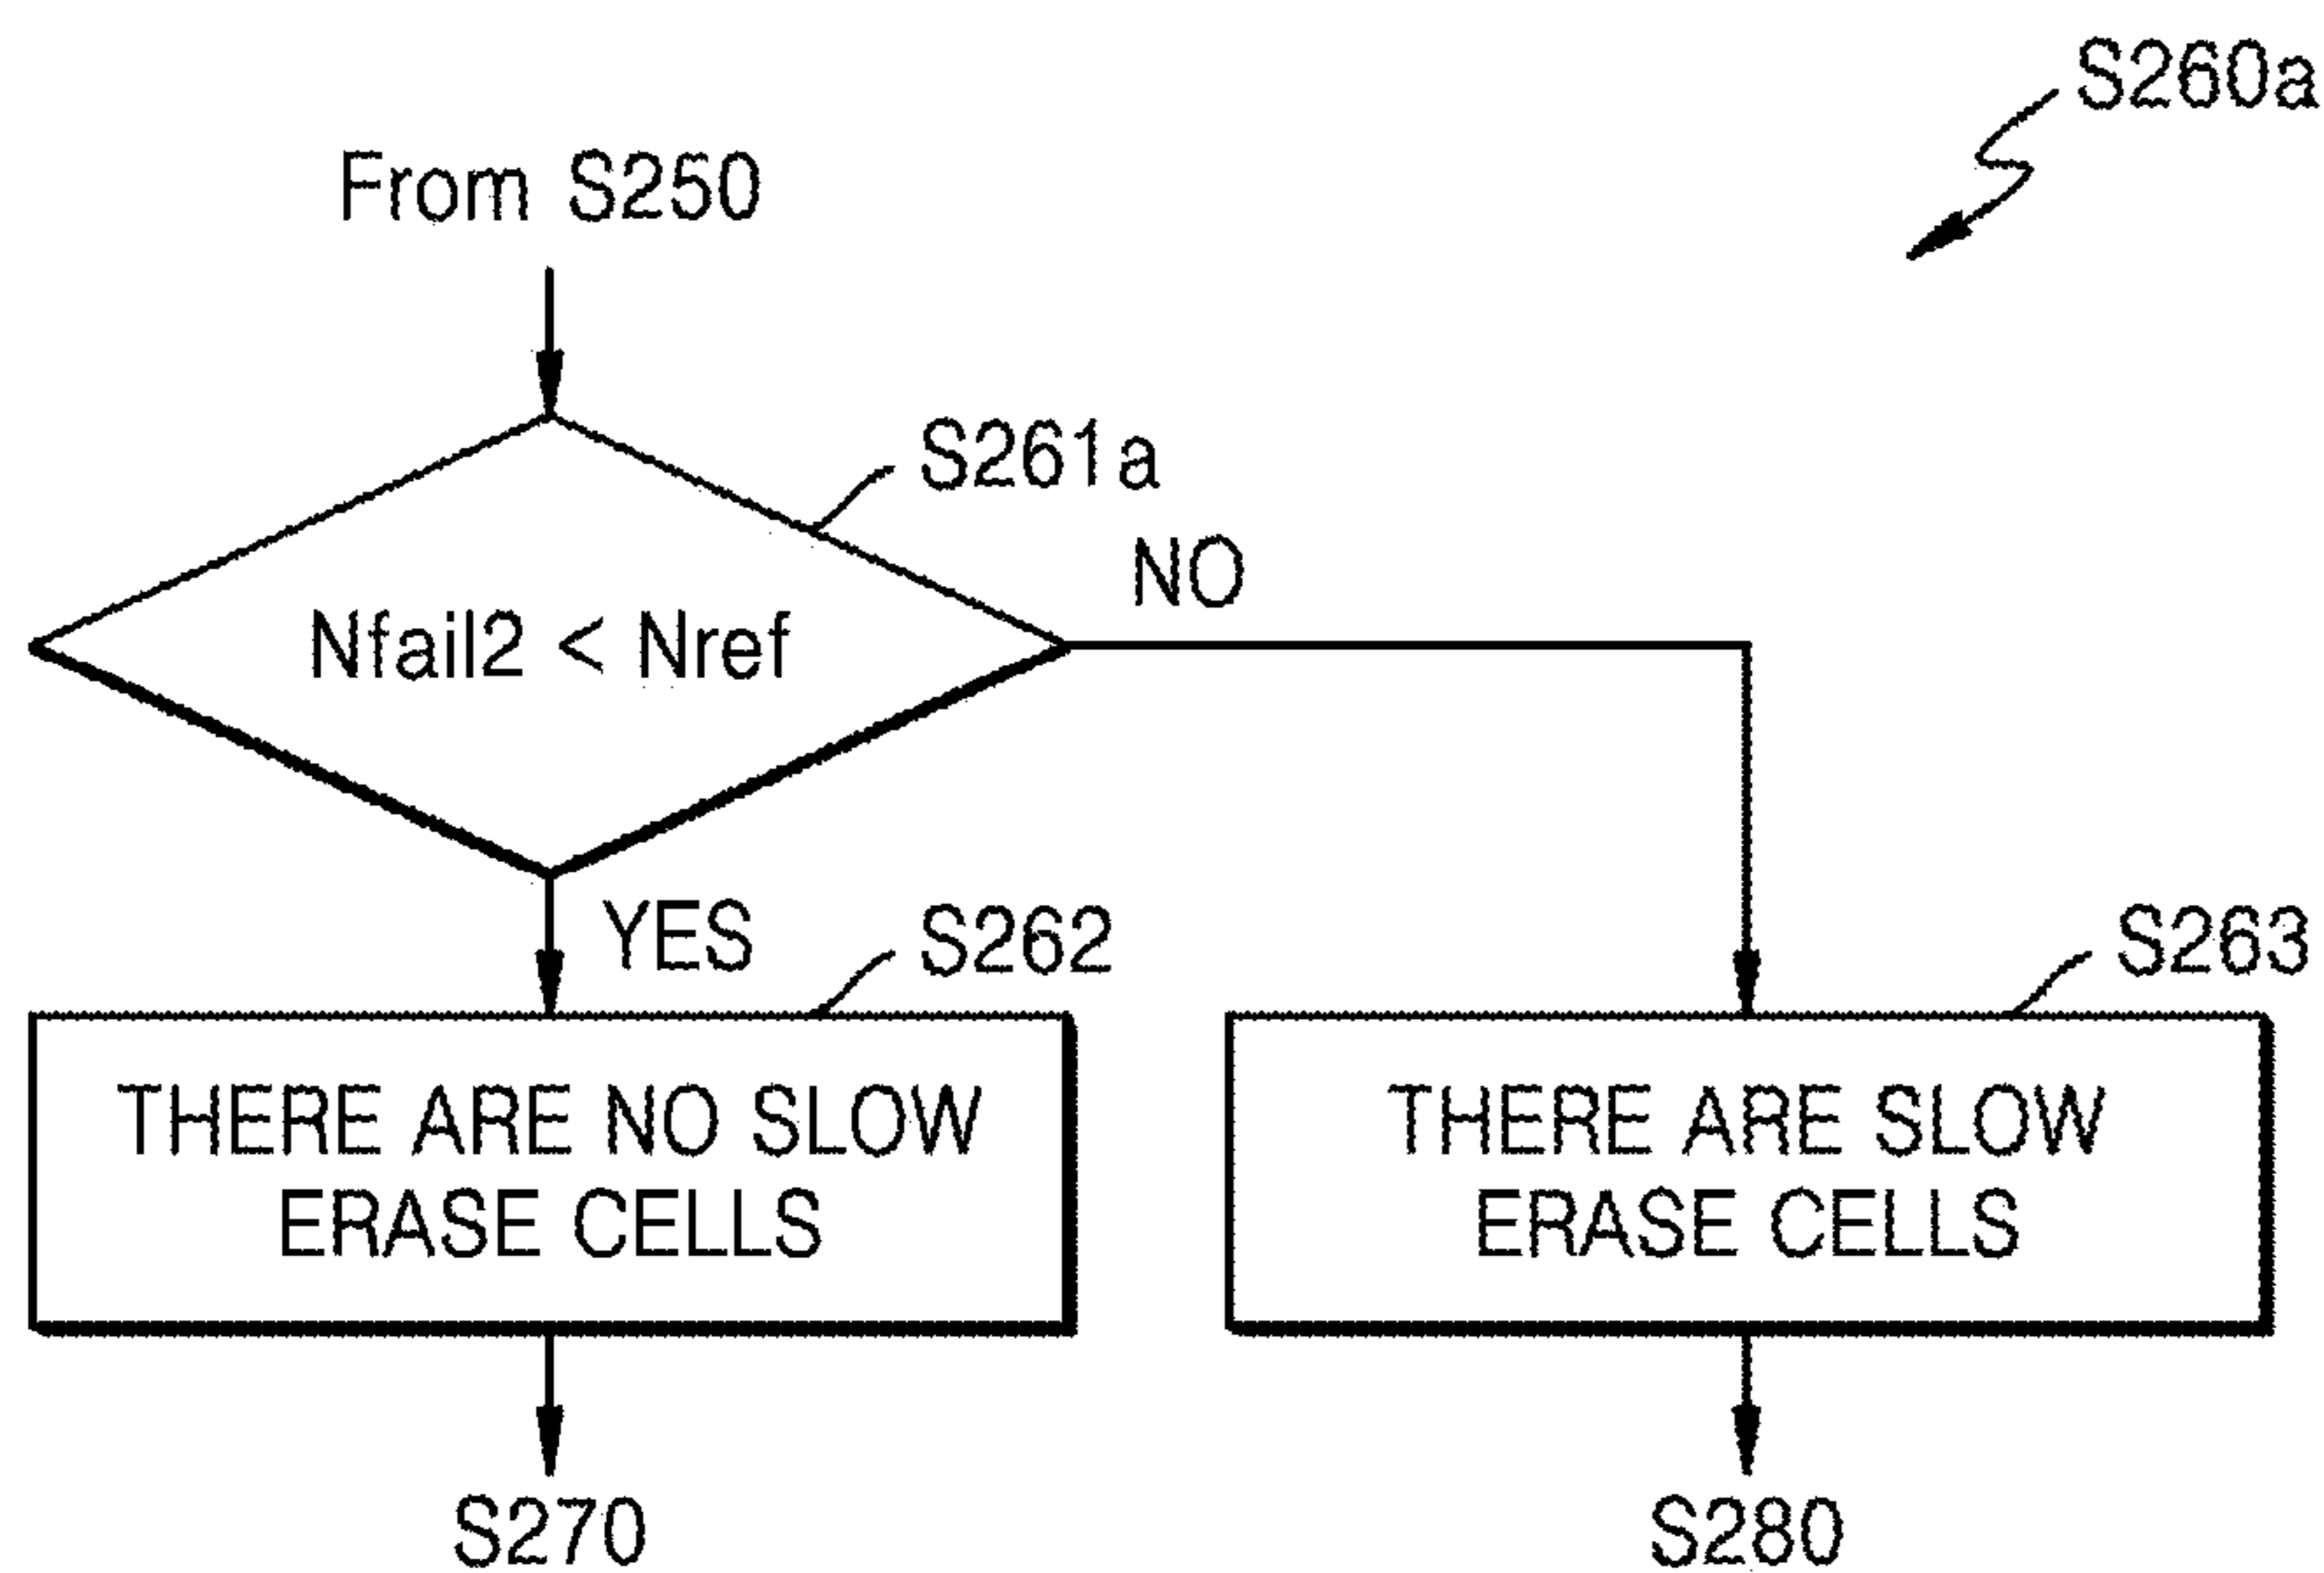 S260a
From S250
S261a
NO
Nfail2 < Nref
YES
S262
S263
THERE ARE NO SLOW
ERASE CELLS
THERE ARE SLOW
ERASE CELLS
S270
S280